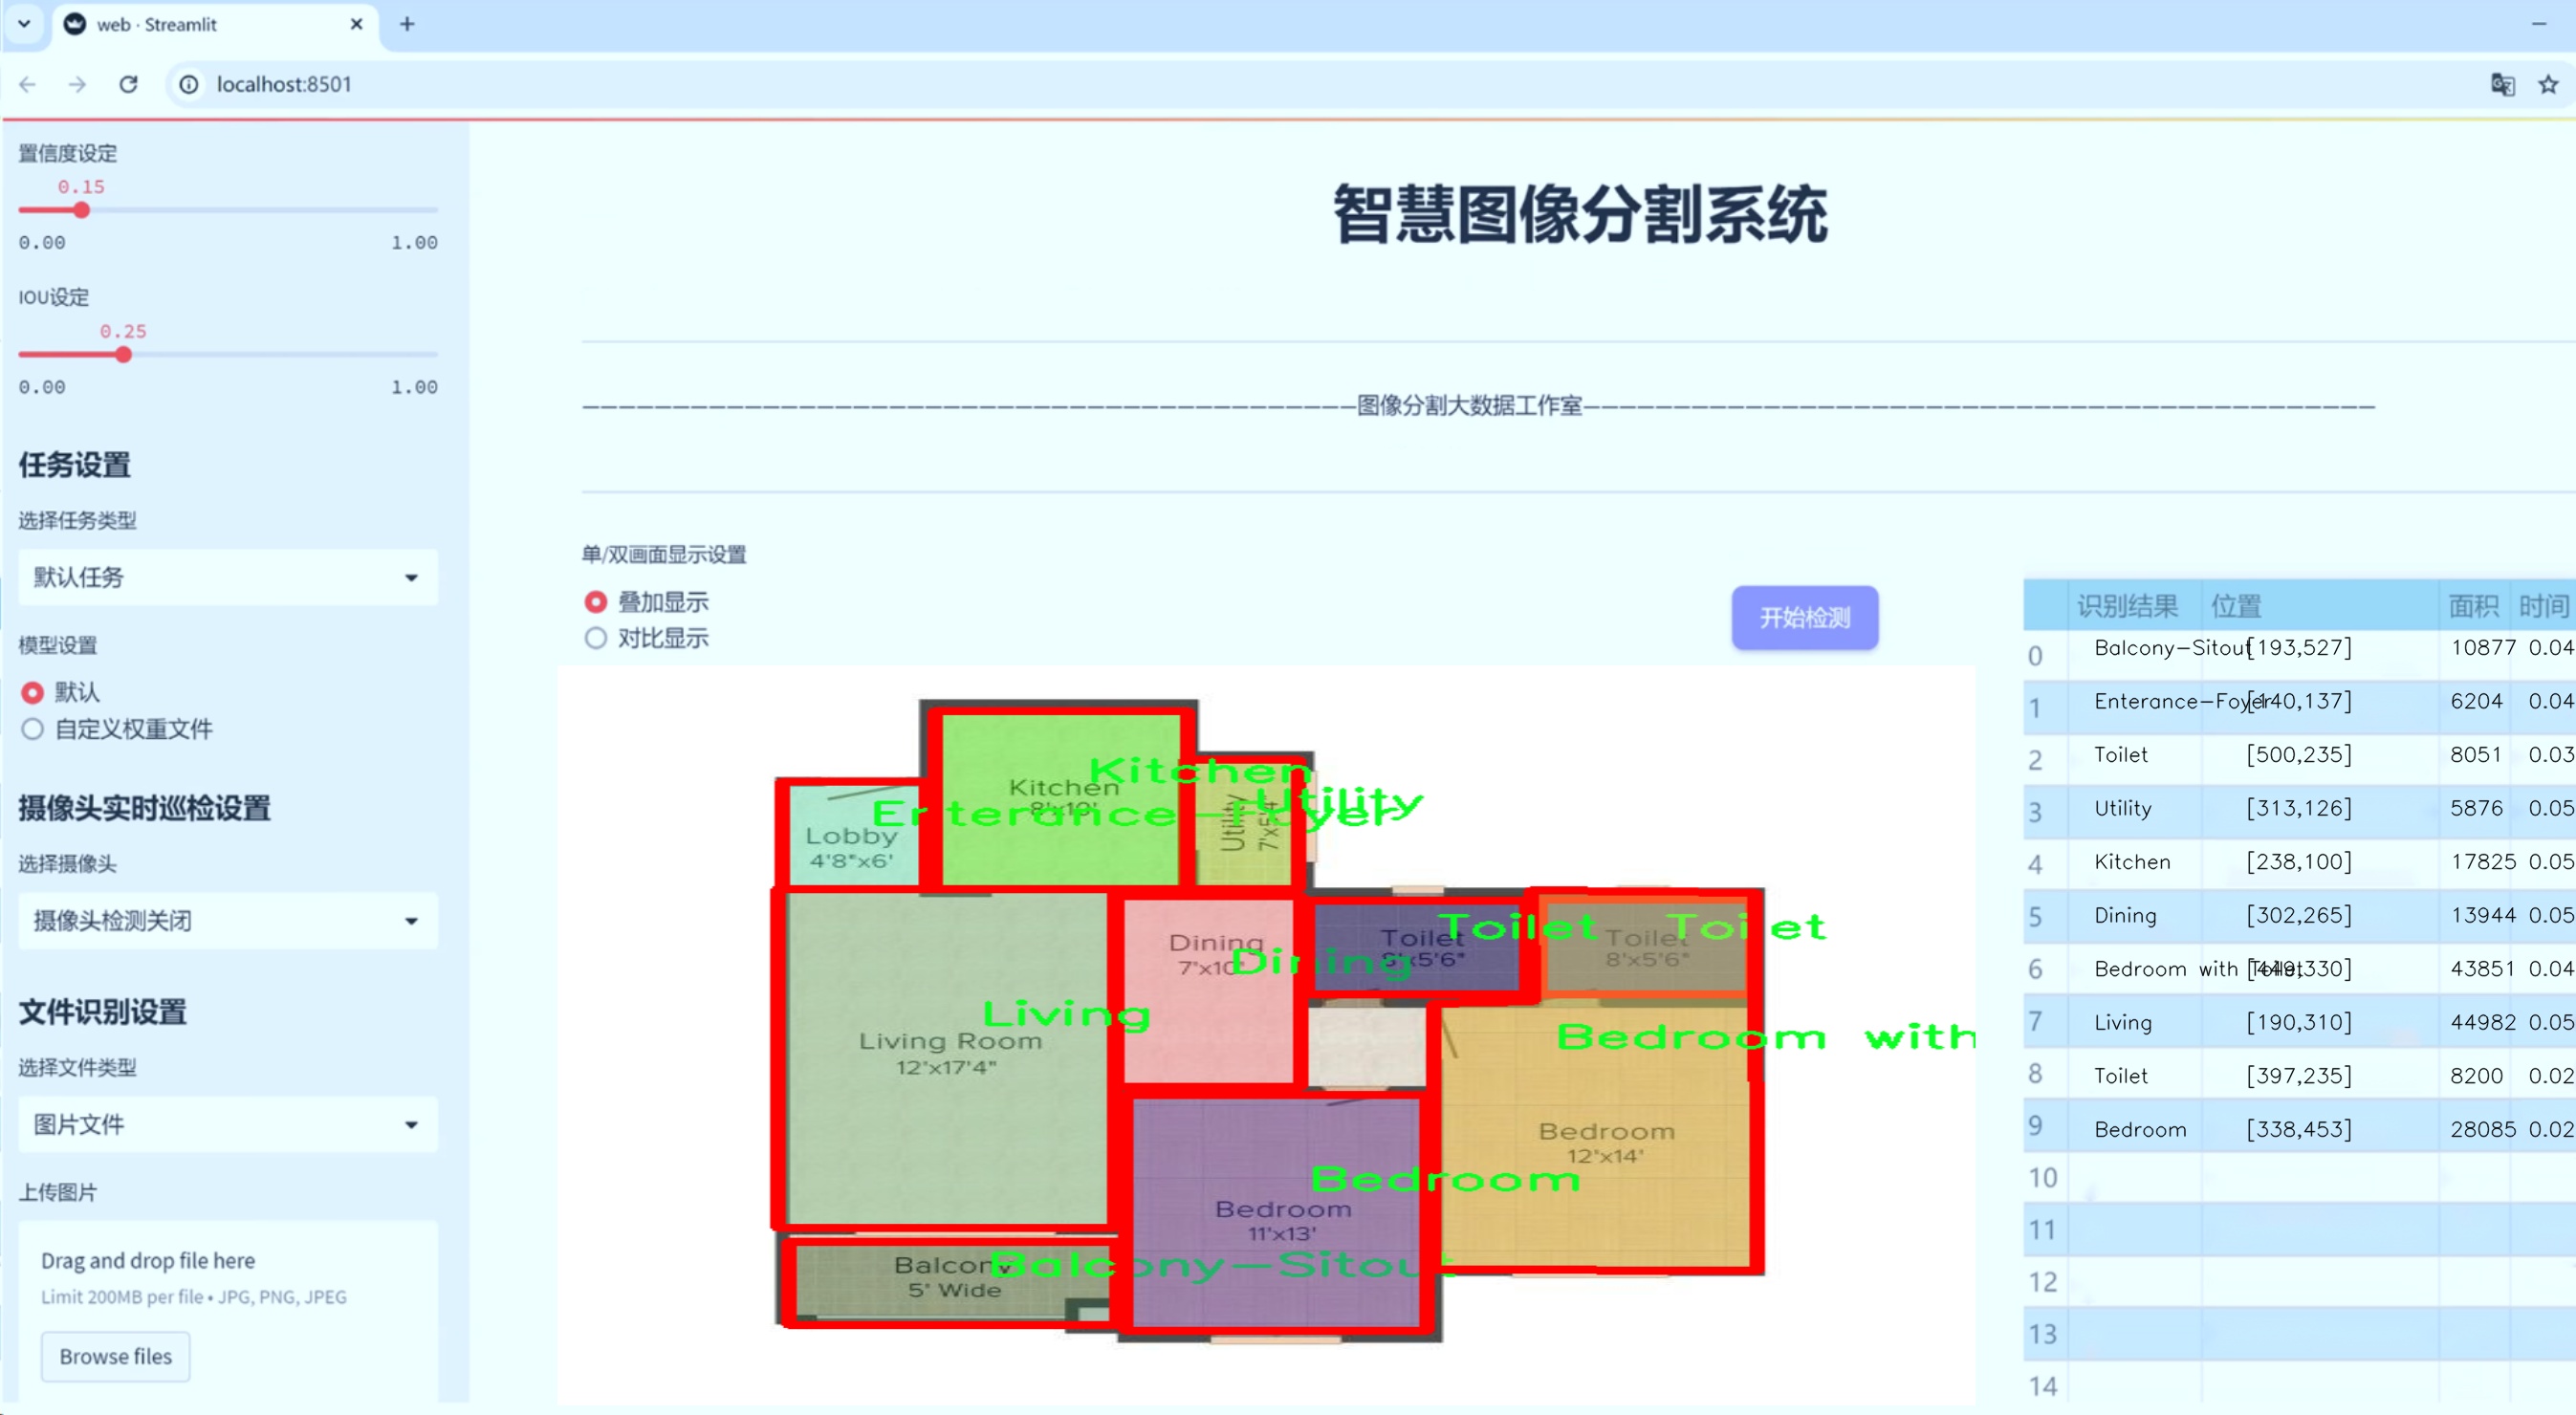 web · Streamlit
localhost:8501
置信度设定
0.15
0.00 1.00
IOU设定
0.25
0.00 1.00
任务设置
选择任务类型
默认任务
模型设置
默认
自定义权重文件
摄像头实时巡检设置
选择摄像头
摄像头检测关闭
文件识别设置
选择文件类型
图片文件
上传图片
Drag and drop file here
Limit 200MB per file • JPG, PNG, JPEG
Browse files
智慧图像分割系统
图像分割大数据工作室
单/双画面显示设置
叠加显示
对比显示
开始检测
Kitchen
Kitchen
8'x10'
Utility
Utility
7'x5'4"
Enterance-Foyer
Lobby
4'8"x6'
Toilet
Toilet
Toilet
8'x5'6"
Toilet
8'x5'6"
Dining
Dining
7'x10'
Living
Living Room
12'x17'4"
Bedroom with
Bedroom
12'x14'
Bedroom
Bedroom
11'x13'
Balcony-Sitout
Balcony
5' Wide
识别结果 位置 面积 时间
0 Balcony-Sitout [193,527] 10877 0.04
1 Enterance-Foyer [140,137] 6204 0.04
2 Toilet [500,235] 8051 0.03
3 Utility [313,126] 5876 0.05
4 Kitchen [238,100] 17825 0.05
5 Dining [302,265] 13944 0.05
6 Bedroom with Toilet [449,330] 43851 0.04
7 Living [190,310] 44982 0.05
8 Toilet [397,235] 8200 0.02
9 Bedroom [338,453] 28085 0.02
10
11
12
13
14